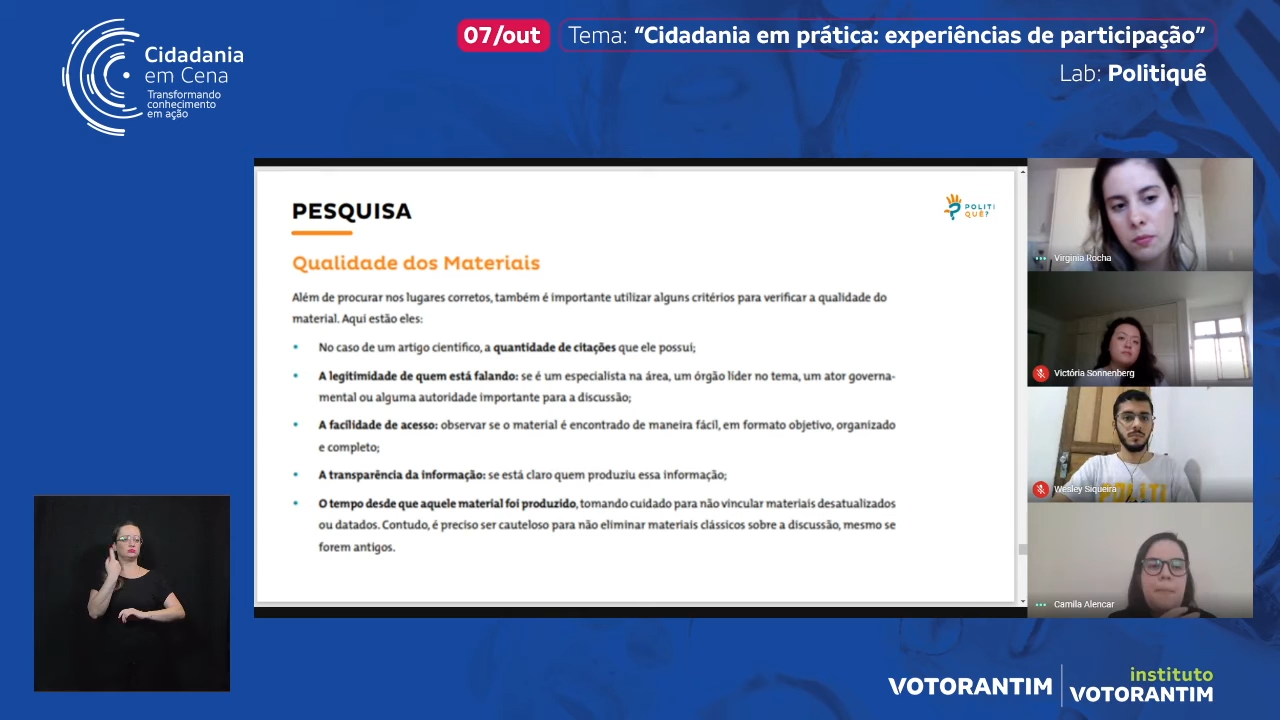 Cidadania
em Cena
Transformando
conhecimento
em ação
07/out Tema: “Cidadania em prática: experiências de participação”
Lab: Politiquê
PESQUISA
POLITI
QUÊ?
Qualidade dos Materiais
Além de procurar nos lugares corretos, também é importante utilizar alguns critérios para verificar a qualidade do
material. Aqui estão eles:
• No caso de um artigo científico, a quantidade de citações que ele possui;
• A legitimidade de quem está falando: se é um especialista na área, um órgão líder no tema, um ator governa-
mental ou alguma autoridade importante para a discussão;
• A facilidade de acesso: observar se o material é encontrado de maneira fácil, em formato objetivo, organizado
e completo;
• A transparência da informação: se está claro quem produziu essa informação;
• O tempo desde que aquele material foi produzido, tomando cuidado para não vincular materiais desatualizados
ou datados. Contudo, é preciso ser cauteloso para não eliminar materiais clássicos sobre a discussão, mesmo se
forem antigos.
Virgínia Rocha
Victória Sonnenberg
Wesley Siqueira
POLITI
Camila Alencar
VOTORANTIM
instituto
VOTORANTIM